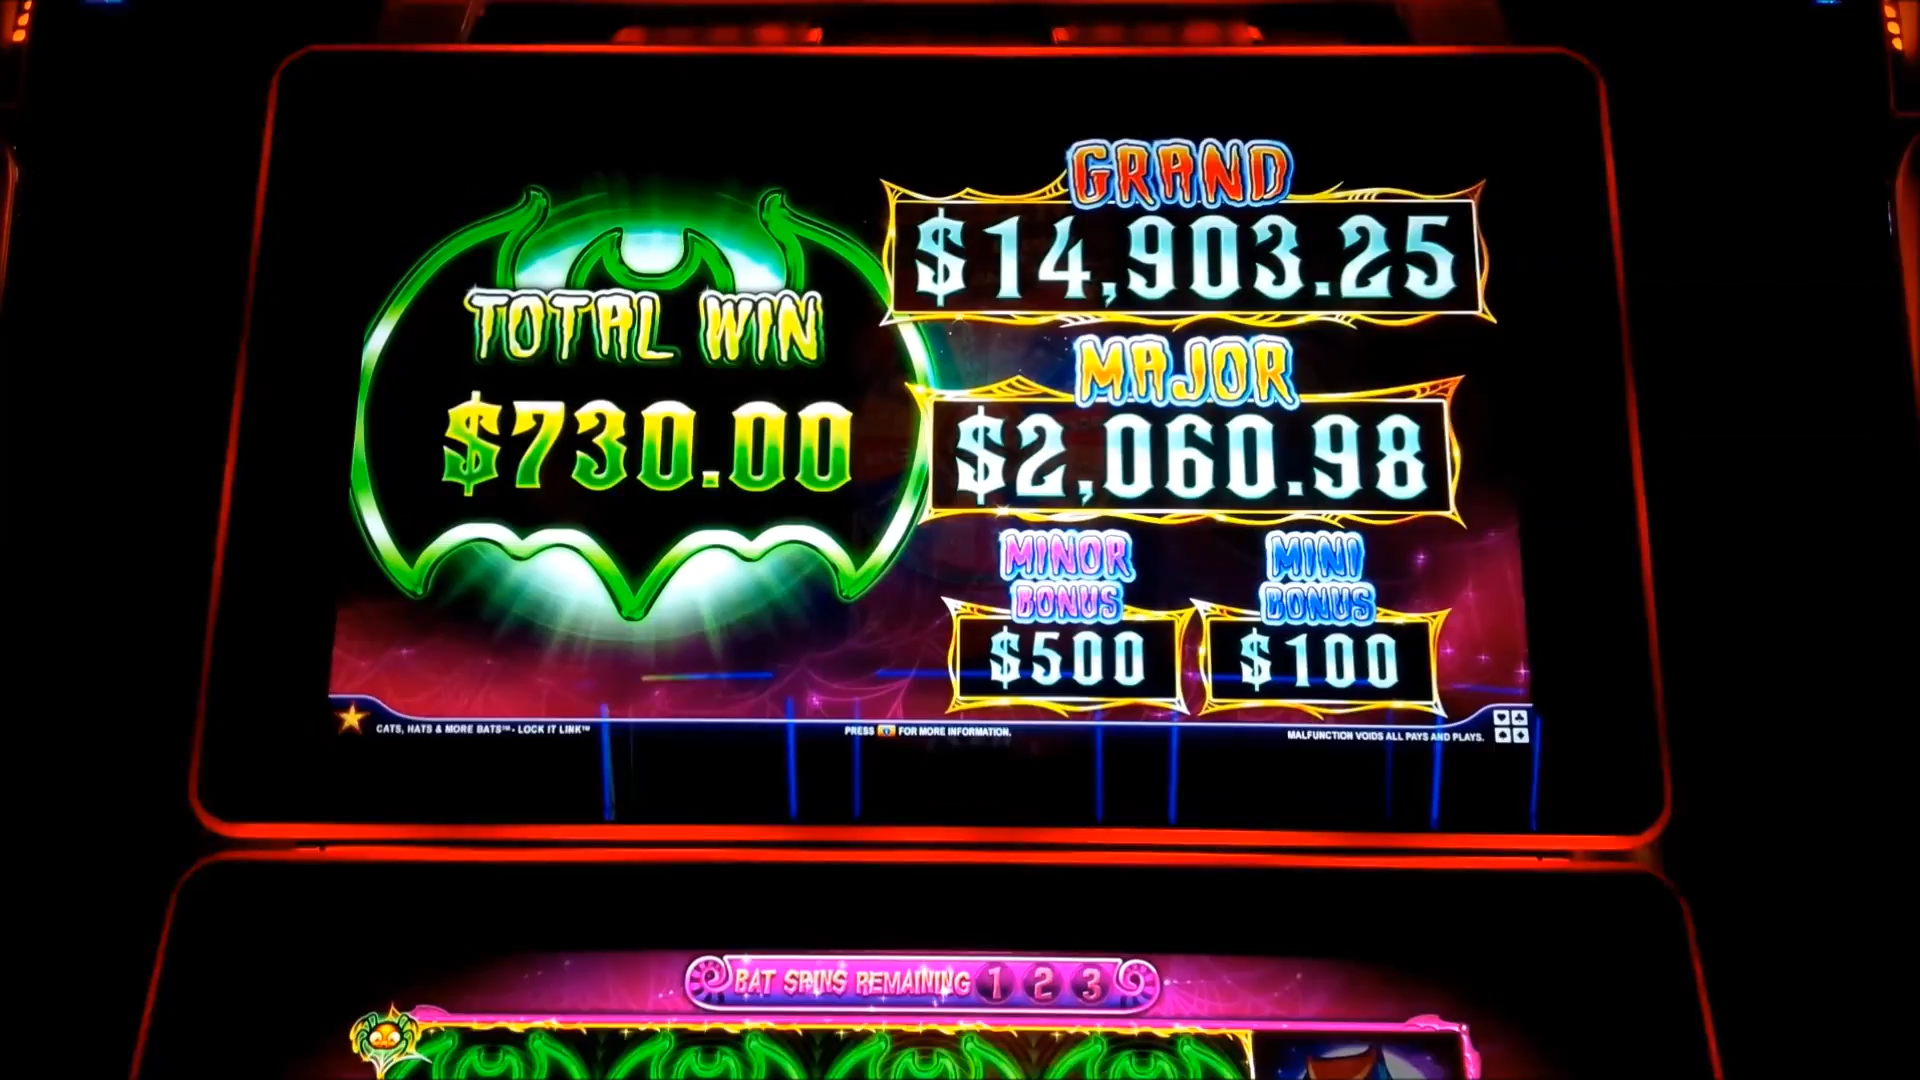 TOTAL WIN
$730.00
GRAND
$14,903.25
MAJOR
$2,060.98
MINOR
BONUS
$500
MINI
BONUS
$100
CATS, HATS & MORE BATS™ - LOCK IT LINK™
PRESS FOR MORE INFORMATION.
MALFUNCTION VOIDS ALL PAYS AND PLAYS.
BAT SPINS REMAINING 1 2 3